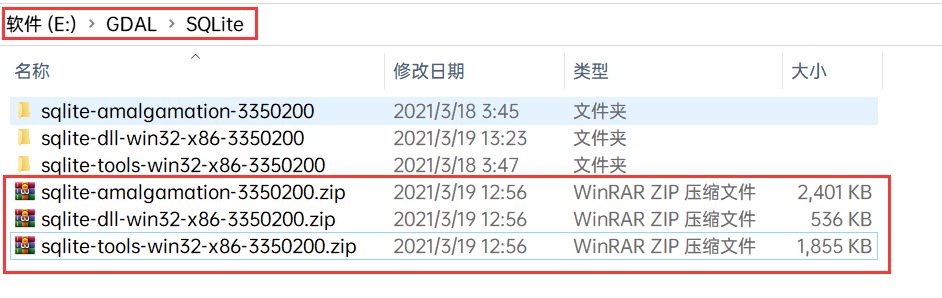 软件 (E:) > GDAL > SQLite
名称 修改日期 类型 大小
sqlite-amalgamation-3350200 2021/3/18 3:45 文件夹
sqlite-dll-win32-x86-3350200 2021/3/19 13:23 文件夹
sqlite-tools-win32-x86-3350200 2021/3/18 3:47 文件夹
sqlite-amalgamation-3350200.zip 2021/3/19 12:56 WinRAR ZIP 压缩文件 2,401 KB
sqlite-dll-win32-x86-3350200.zip 2021/3/19 12:56 WinRAR ZIP 压缩文件 536 KB
sqlite-tools-win32-x86-3350200.zip 2021/3/19 12:56 WinRAR ZIP 压缩文件 1,855 KB